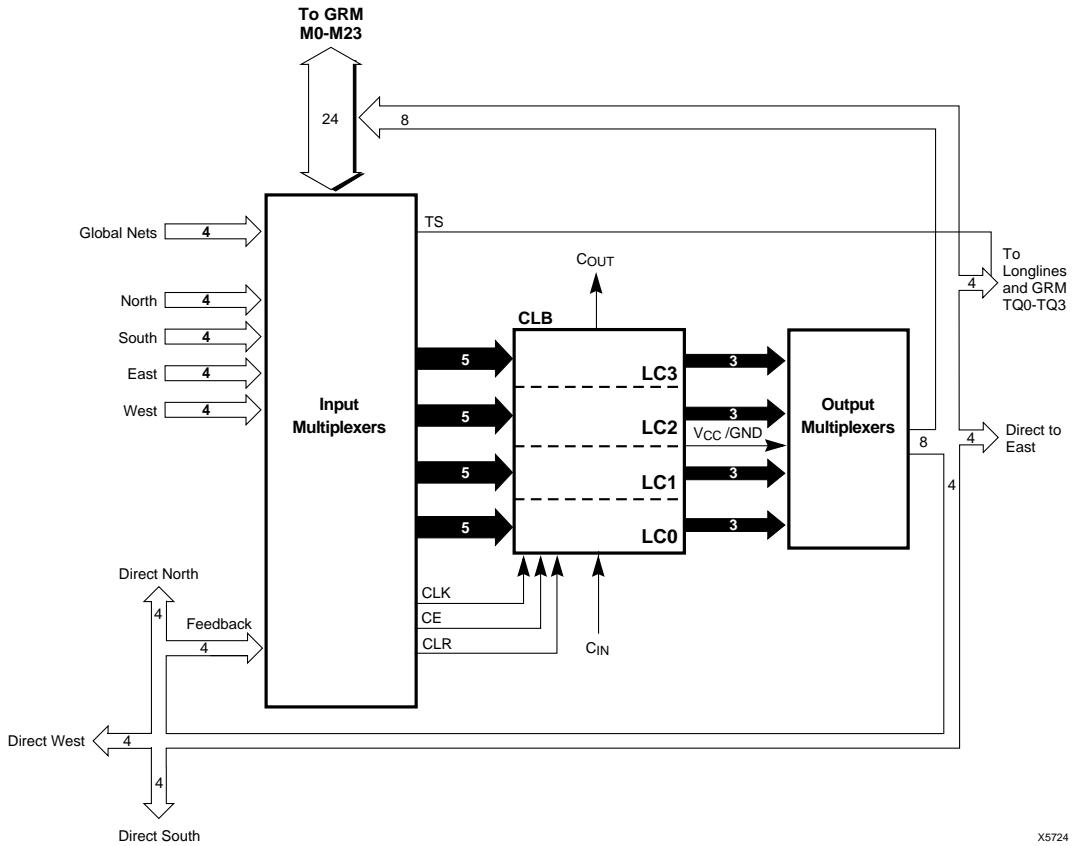 To GRM
M0-M23
24
8
Global Nets
4
TS
North
4
South
4
East
4
West
4
COUT
To
Longlines
and GRM
TQ0-TQ3
4
CLB
Input
Multiplexers
5
5
5
5
LC3
LC2
LC1
LC0
3
3
VCC /GND
3
3
Output
Multiplexers
8
4
Direct to
East
4
Direct North
4
Feedback
4
CLK
CE
CLR
CIN
Direct West
4
4
Direct South
X5724